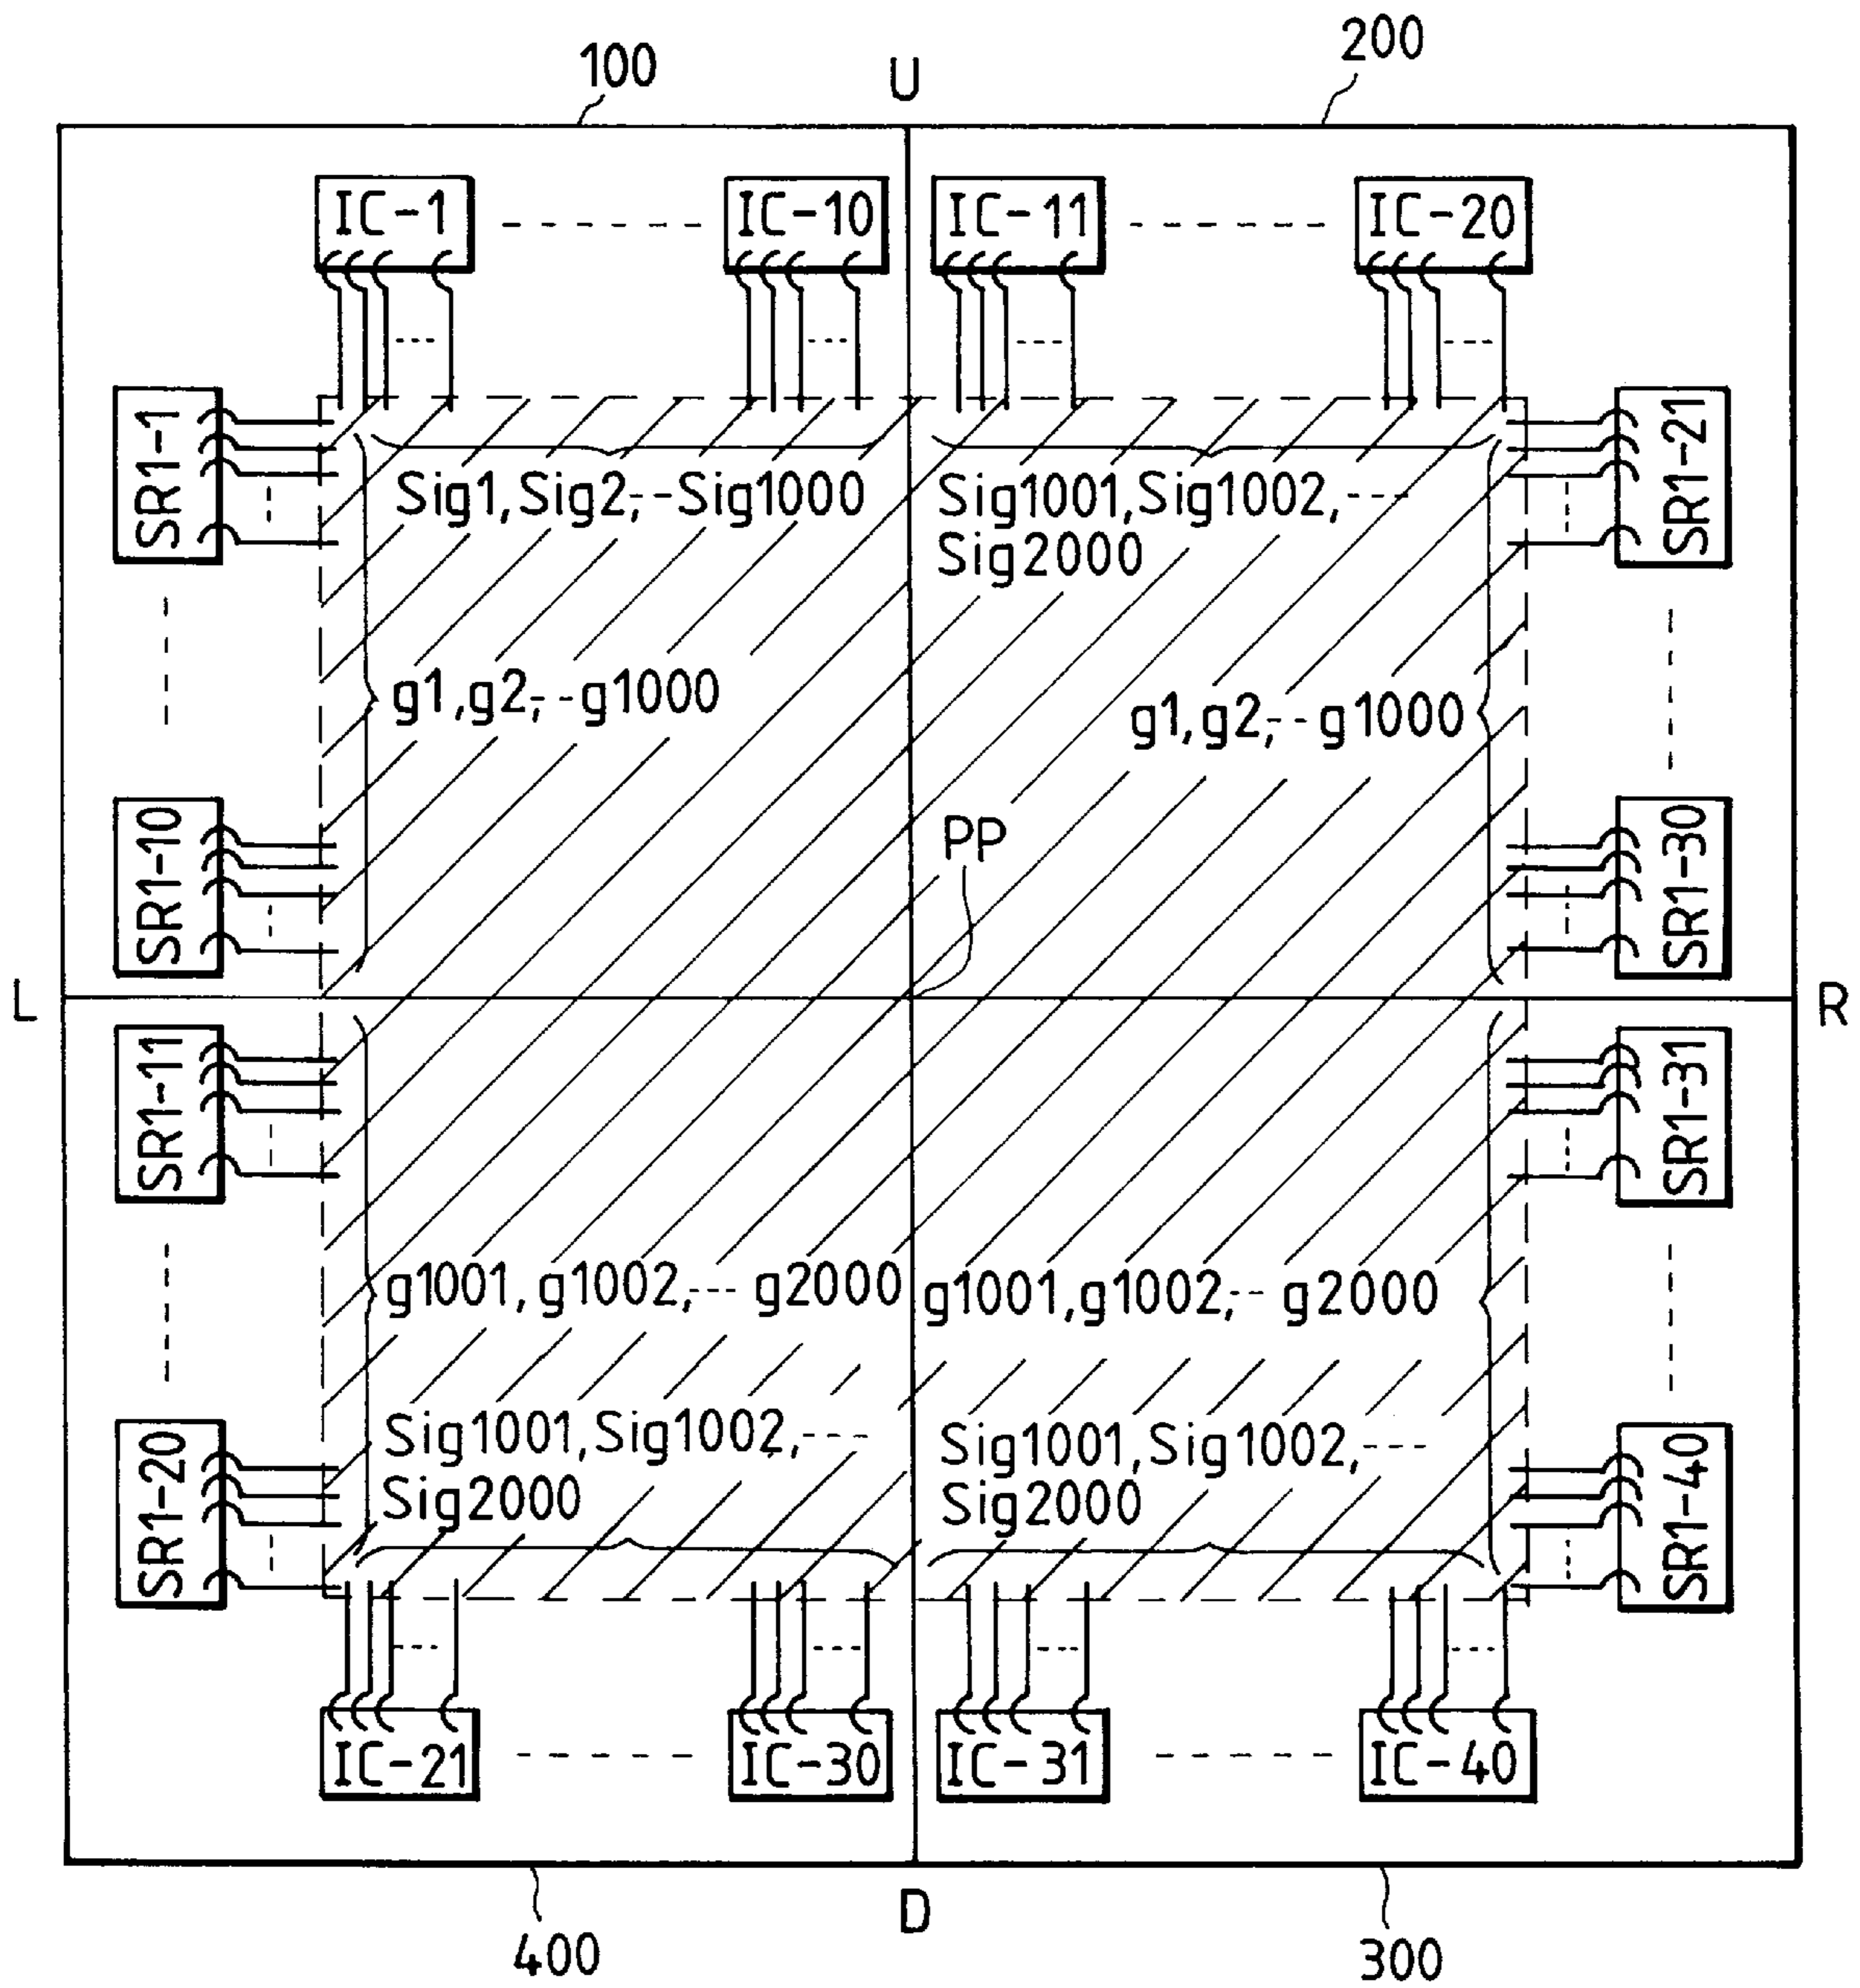 100
200
U
IC-1
IC-10
IC-11
IC-20
SR1-1
SR1-21
Sig1,Sig2,--Sig1000
Sig1001,Sig1002,---
Sig2000
g1,g2,--g1000
g1,g2,--g1000
PP
SR1-10
SR1-30
L
R
SR1-11
SR1-31
g1001,g1002,--- g2000
g1001,g1002,-- g2000
Sig1001,Sig1002,---
Sig2000
Sig1001,Sig1002,---
Sig2000
SR1-20
SR1-40
IC-21
IC-30
IC-31
IC-40
D
400
300